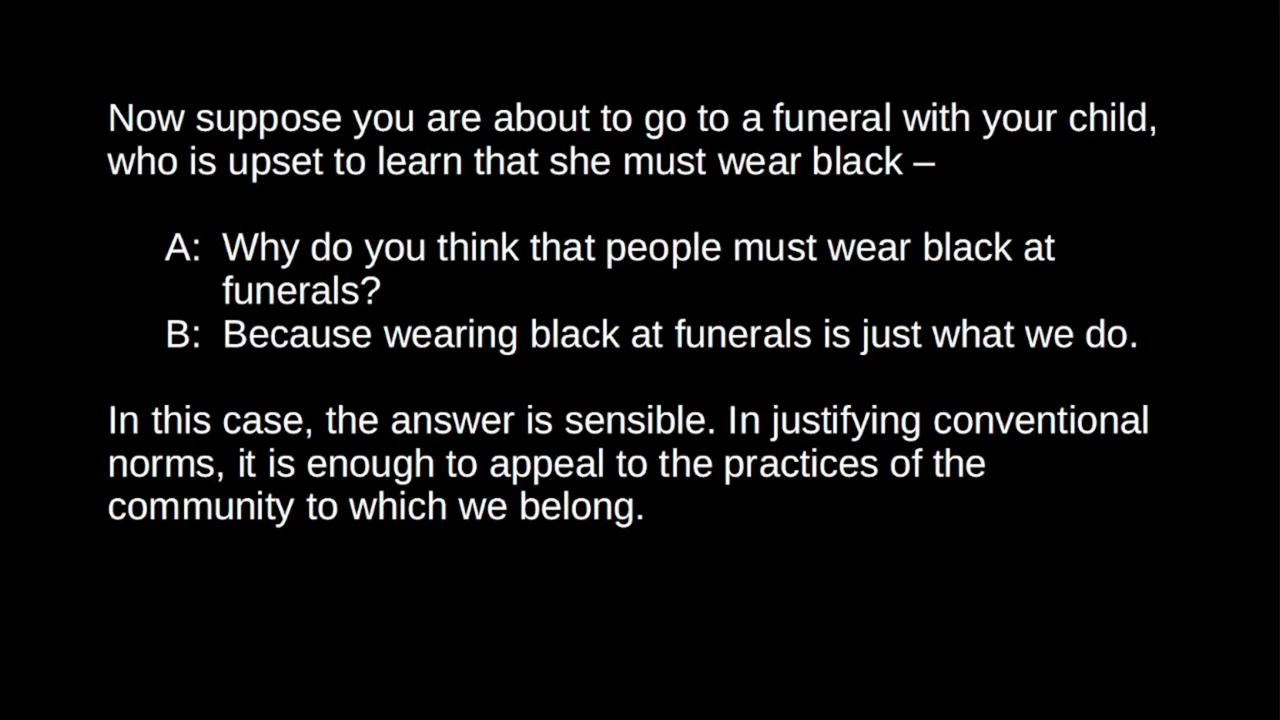 Now suppose you are about to go to a funeral with your child,
who is upset to learn that she must wear black –
A: Why do you think that people must wear black at
funerals?
B: Because wearing black at funerals is just what we do.
In this case, the answer is sensible. In justifying conventional
norms, it is enough to appeal to the practices of the
community to which we belong.